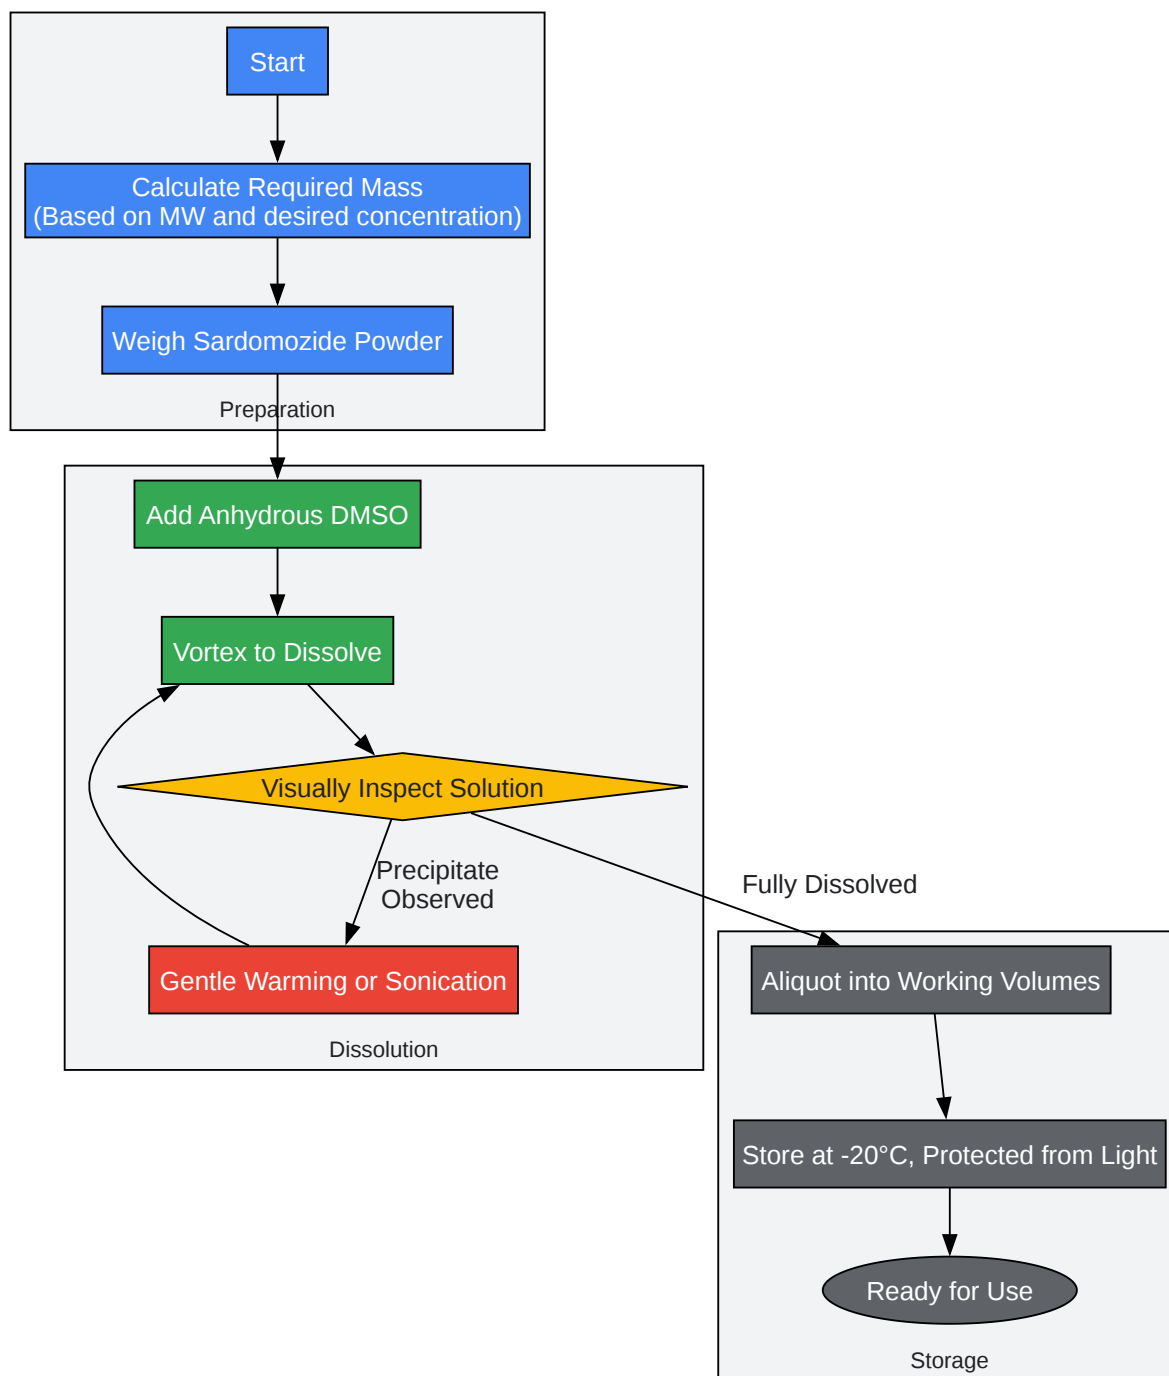 Start
Calculate Required Mass
(Based on MW and desired concentration)
Weigh Sardomozide Powder
Preparation
Add Anhydrous DMSO
Vortex to Dissolve
Visually Inspect Solution
Precipitate
Observed
Fully Dissolved
Gentle Warming or Sonication
Dissolution
Aliquot into Working Volumes
Store at -20°C, Protected from Light
Ready for Use
Storage